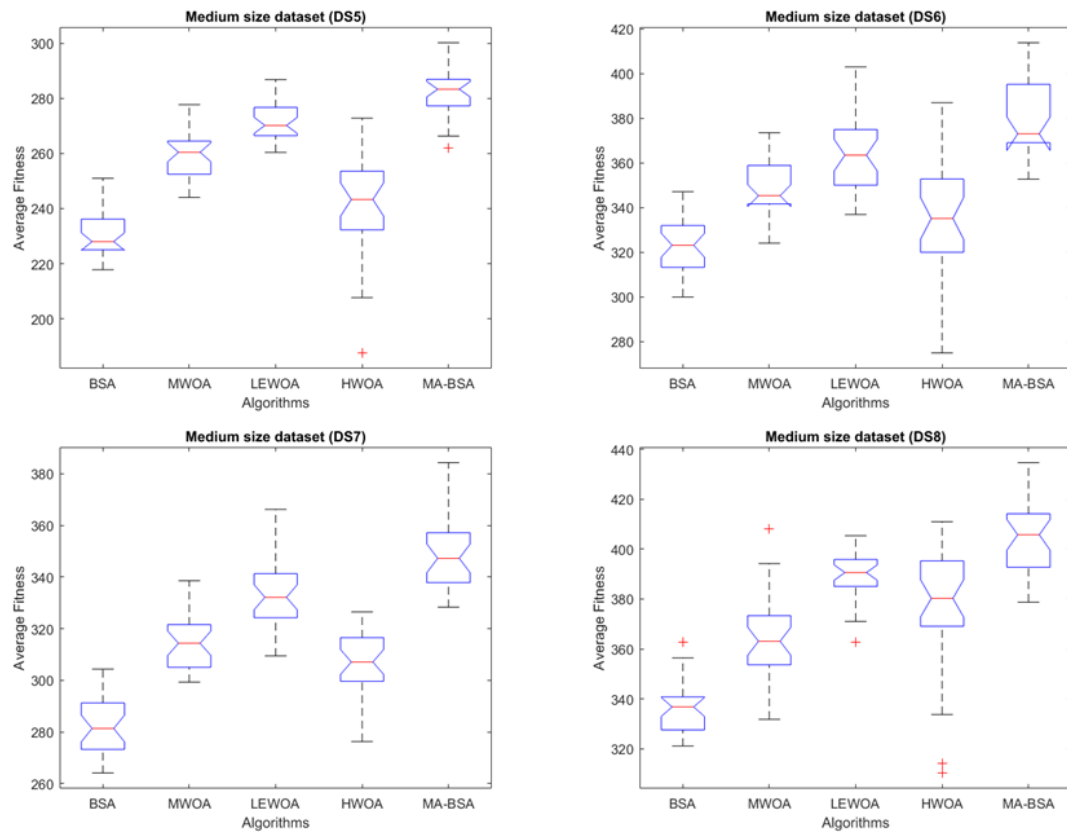 Medium size dataset (DS5)
300
280
260
240
220
200
Average Fitness
BSA MWOA LEWOA HWOA MA-BSA
Algorithms
Medium size dataset (DS6)
420
400
380
360
340
320
300
280
Average Fitness
BSA MWOA LEWOA HWOA MA-BSA
Algorithms
Medium size dataset (DS7)
380
360
340
320
300
280
260
Average Fitness
BSA MWOA LEWOA HWOA MA-BSA
Algorithms
Medium size dataset (DS8)
440
420
400
380
360
340
320
Average Fitness
BSA MWOA LEWOA HWOA MA-BSA
Algorithms